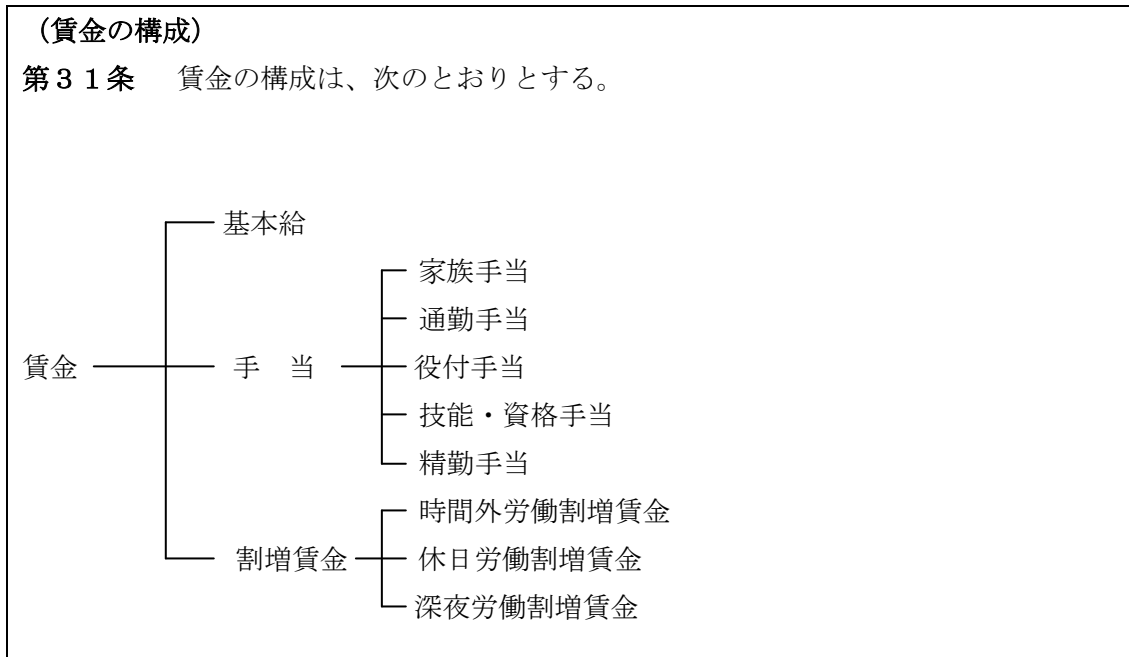 （賃金の構成）
第３１条　賃金の構成は、次のとおりとする。
基本給
家族手当
通勤手当
賃金　手　当　役付手当
技能・資格手当
精勤手当
時間外労働割増賃金
割増賃金　休日労働割増賃金
深夜労働割増賃金